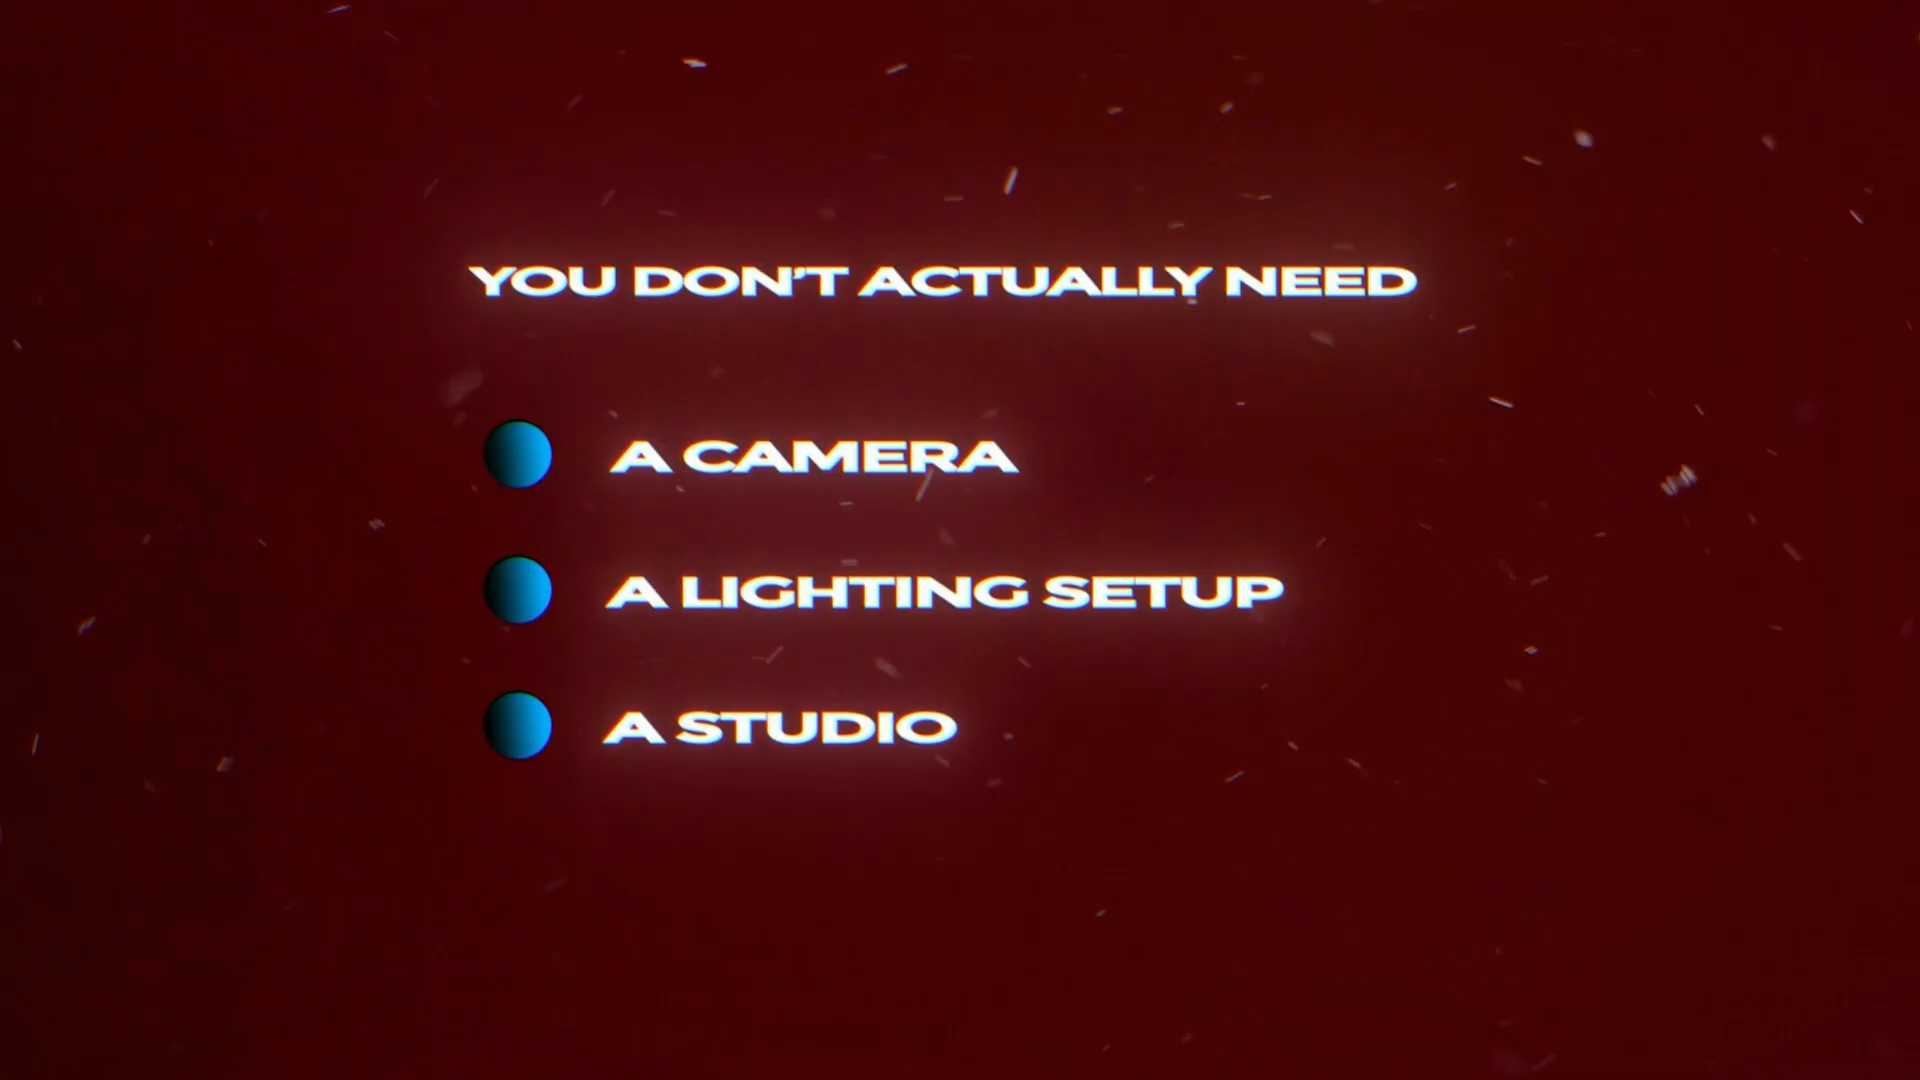 YOU DON'T ACTUALLY NEED
A CAMERA
A LIGHTING SETUP
A STUDIO